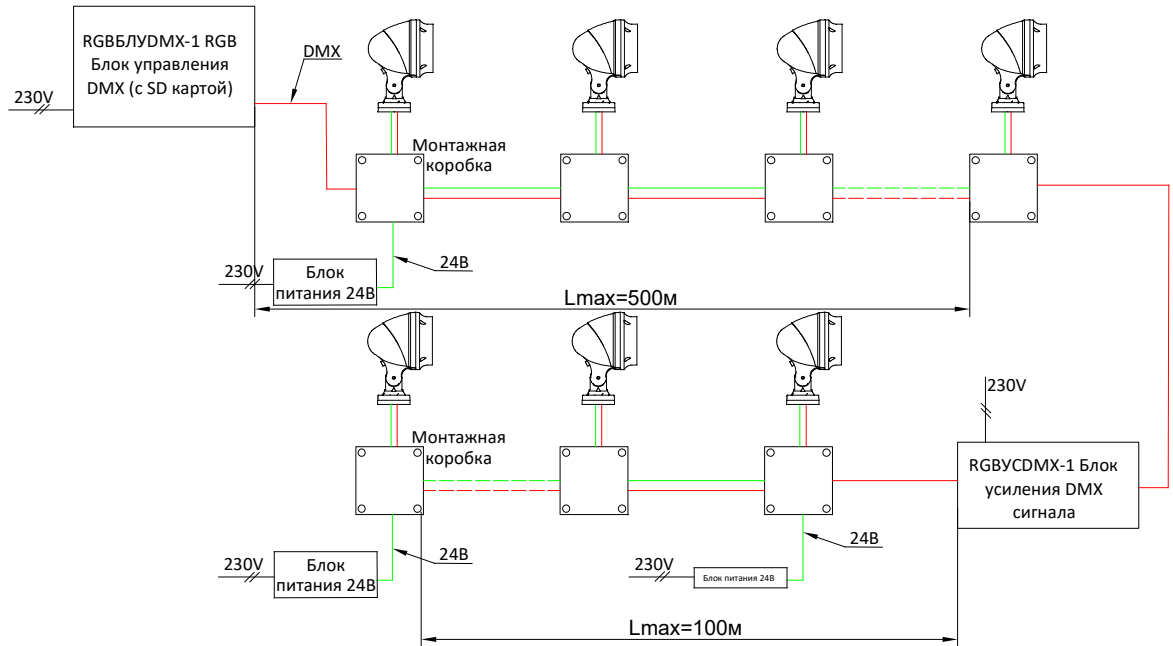 RGBБЛУDMX-1 RGB
Блок управления
DMX (с SD картой)
230V
DMX
Монтажная
коробка
24В
230V
Блок
питания 24В
Lmax=500м
230V
Монтажная
коробка
RGBУСDMX-1 Блок
усиления DMX
сигнала
24В
230V
Блок
питания 24В
24В
230V
Блок питания 24В
Lmax=100м